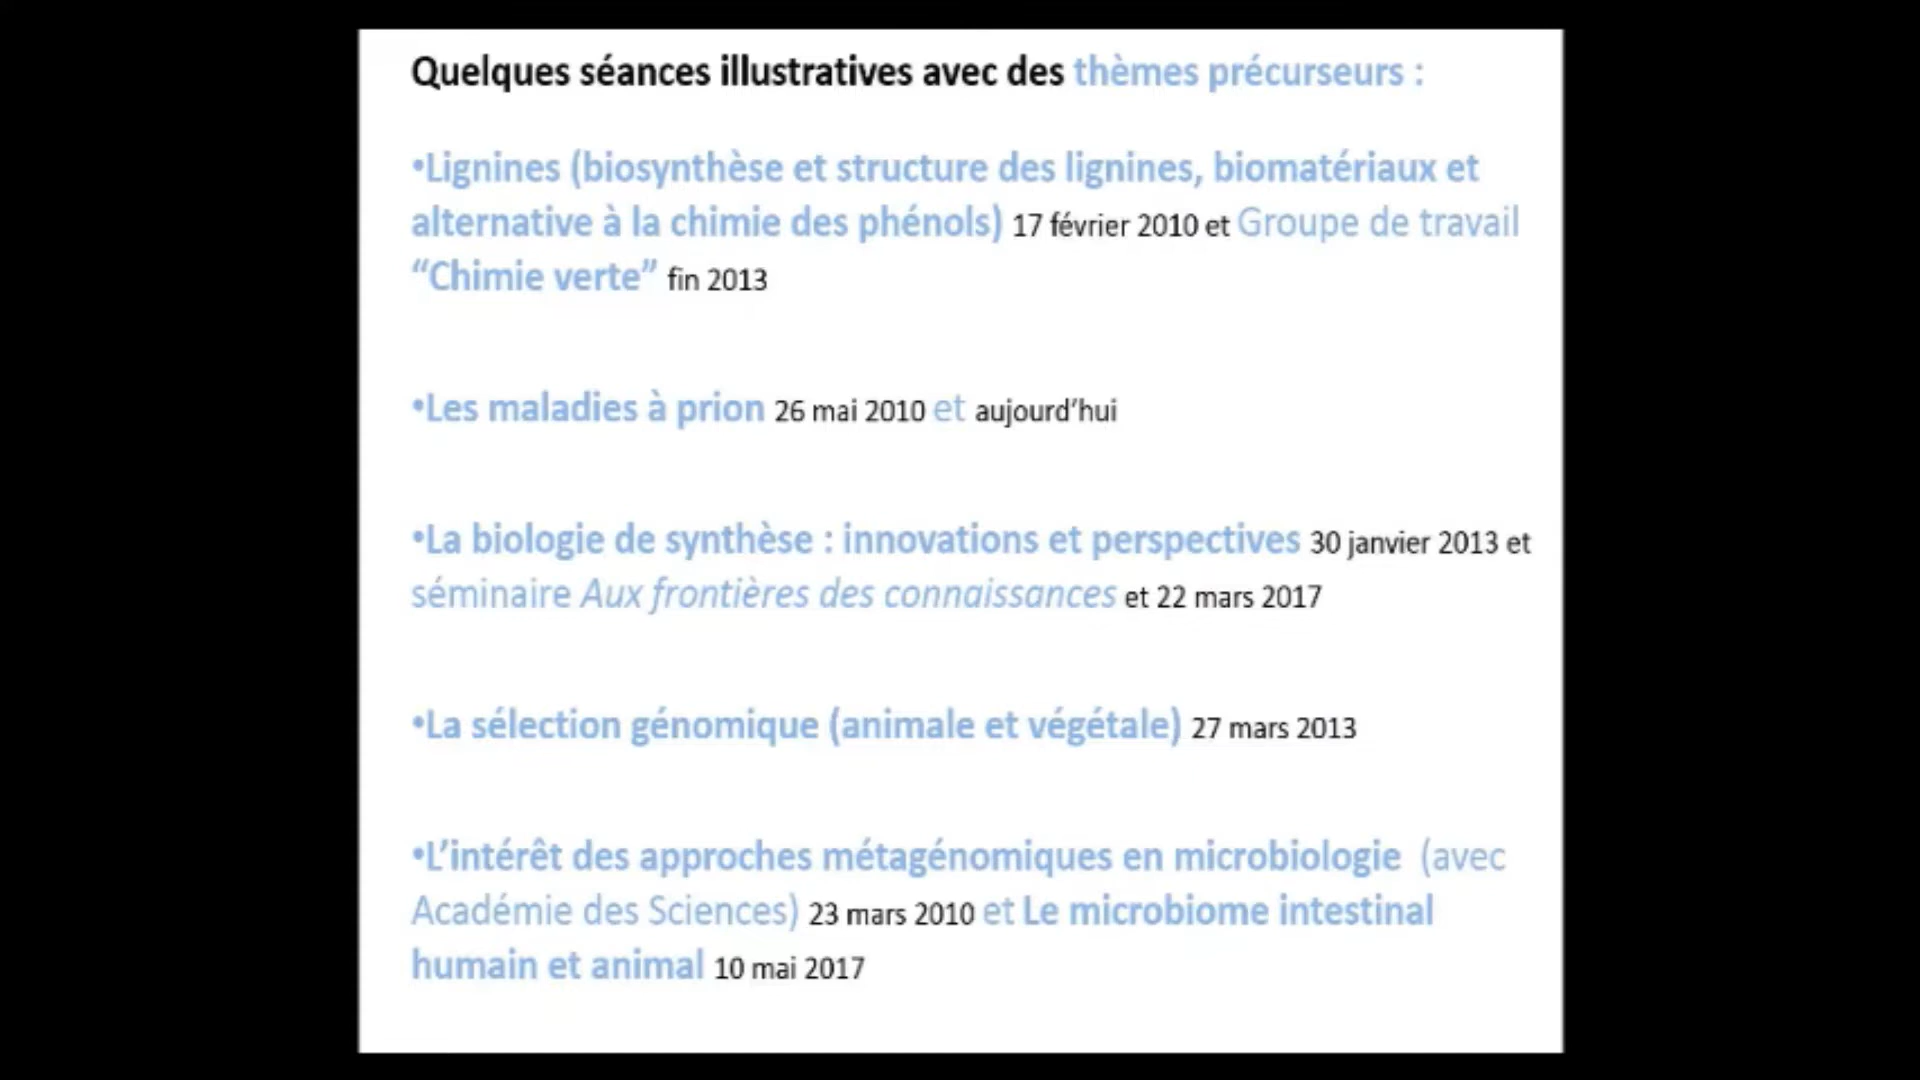 Quelques séances illustratives avec des thèmes précurseurs :
•Lignines (biosynthèse et structure des lignines, biomatériaux et
alternative à la chimie des phénols) 17 février 2010 et Groupe de travail
“Chimie verte” fin 2013
•Les maladies à prion 26 mai 2010 et aujourd’hui
•La biologie de synthèse : innovations et perspectives 30 janvier 2013 et
séminaire Aux frontières des connaissances et 22 mars 2017
•La sélection génomique (animale et végétale) 27 mars 2013
•L’intérêt des approches métagénomiques en microbiologie (avec
Académie des Sciences) 23 mars 2010 et Le microbiome intestinal
humain et animal 10 mai 2017